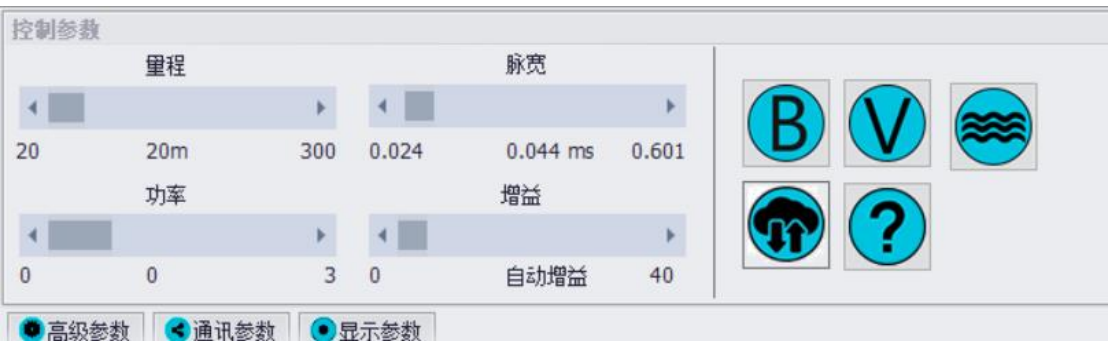 控制参数
量程 脉宽
20 20m 300 0.024 0.044 ms 0.601
功率 增益
0 0 3 0 自动增益 40
B V
?
高级参数 通讯参数 显示参数